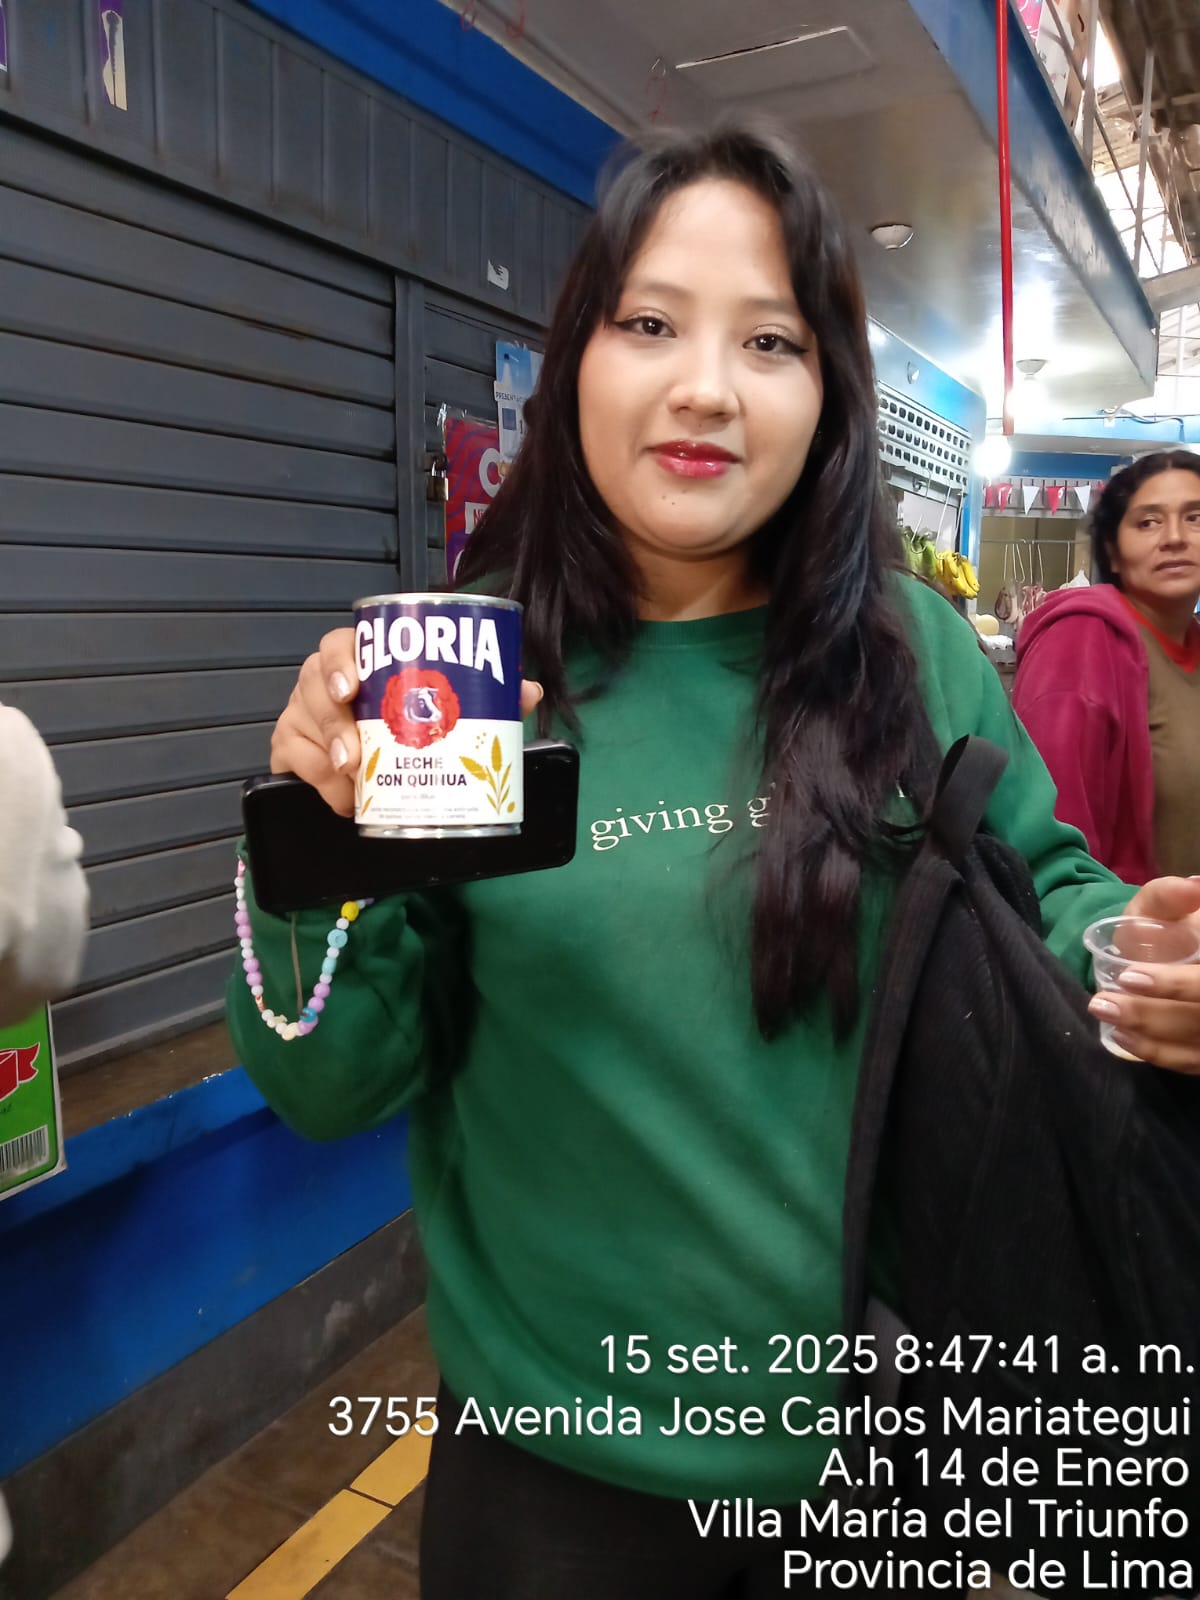 GLORIA
LECHE
CON QUINUA
giving
15 set. 2025 8:47:41 a. m.
3755 Avenida Jose Carlos Mariategui
A.h 14 de Enero
Villa María del Triunfo
Provincia de Lima